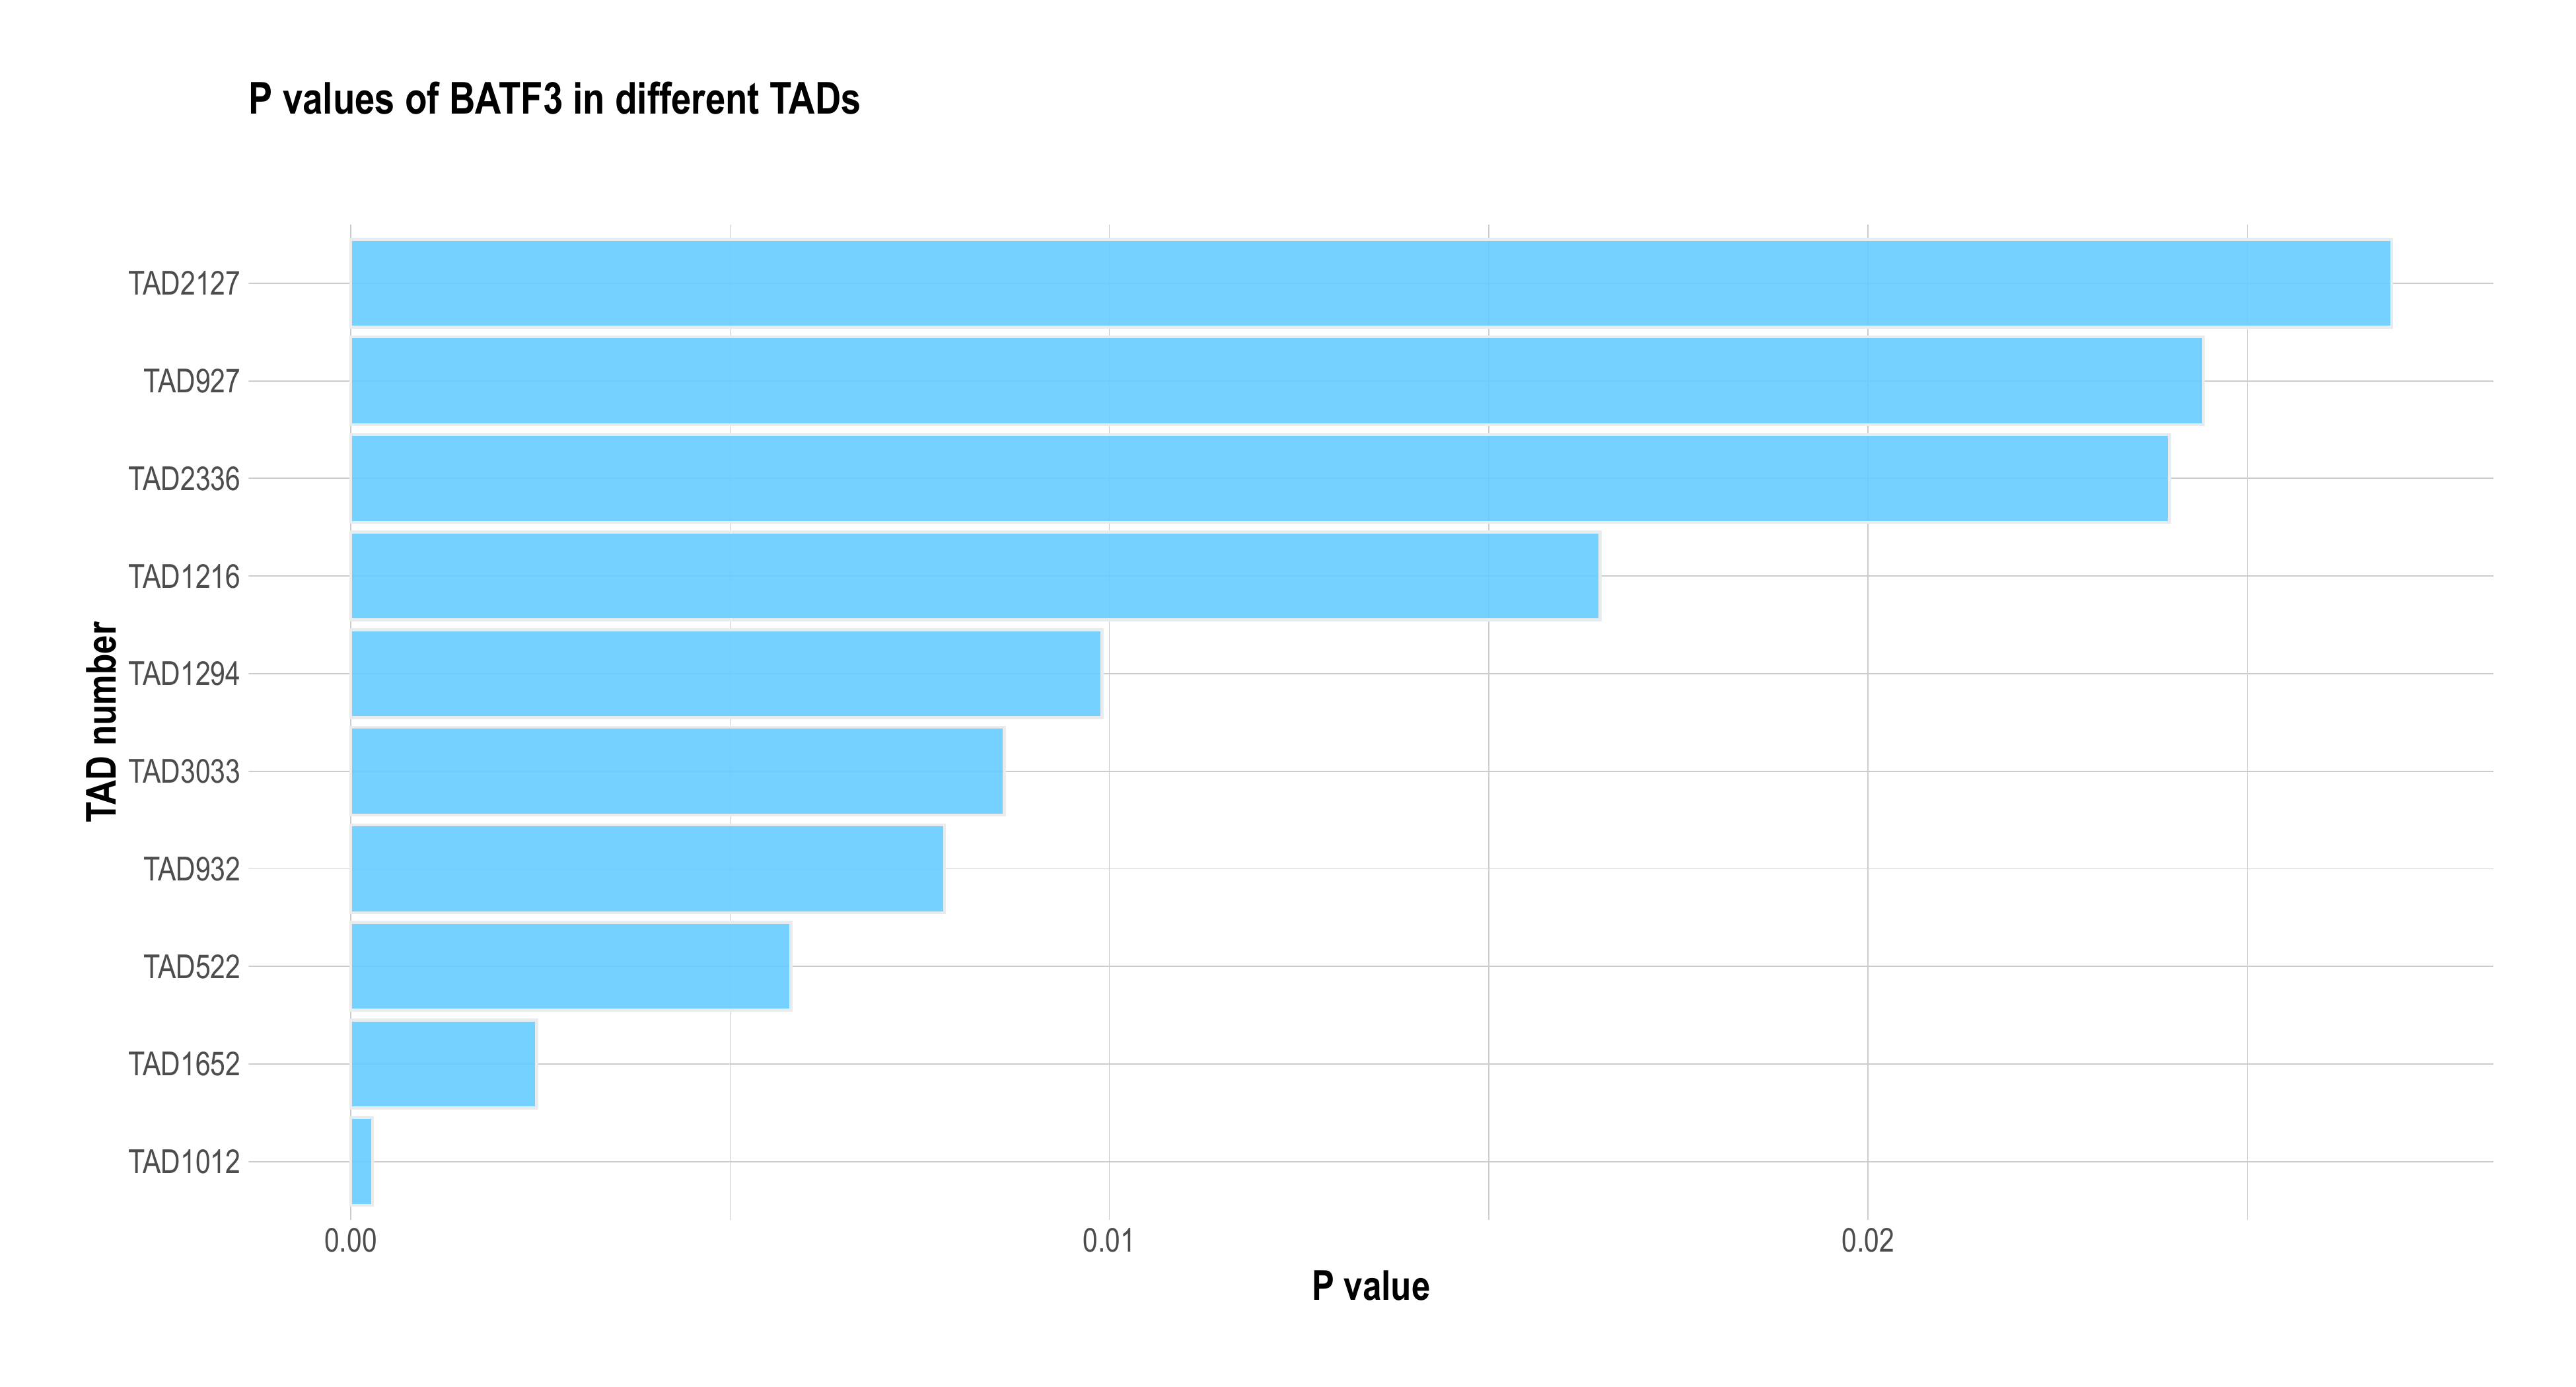 P values of BATF3 in different TADs
TAD number
TAD2127
TAD927
TAD2336
TAD1216
TAD1294
TAD3033
TAD932
TAD522
TAD1652
TAD1012
0.00 0.01 0.02
P value